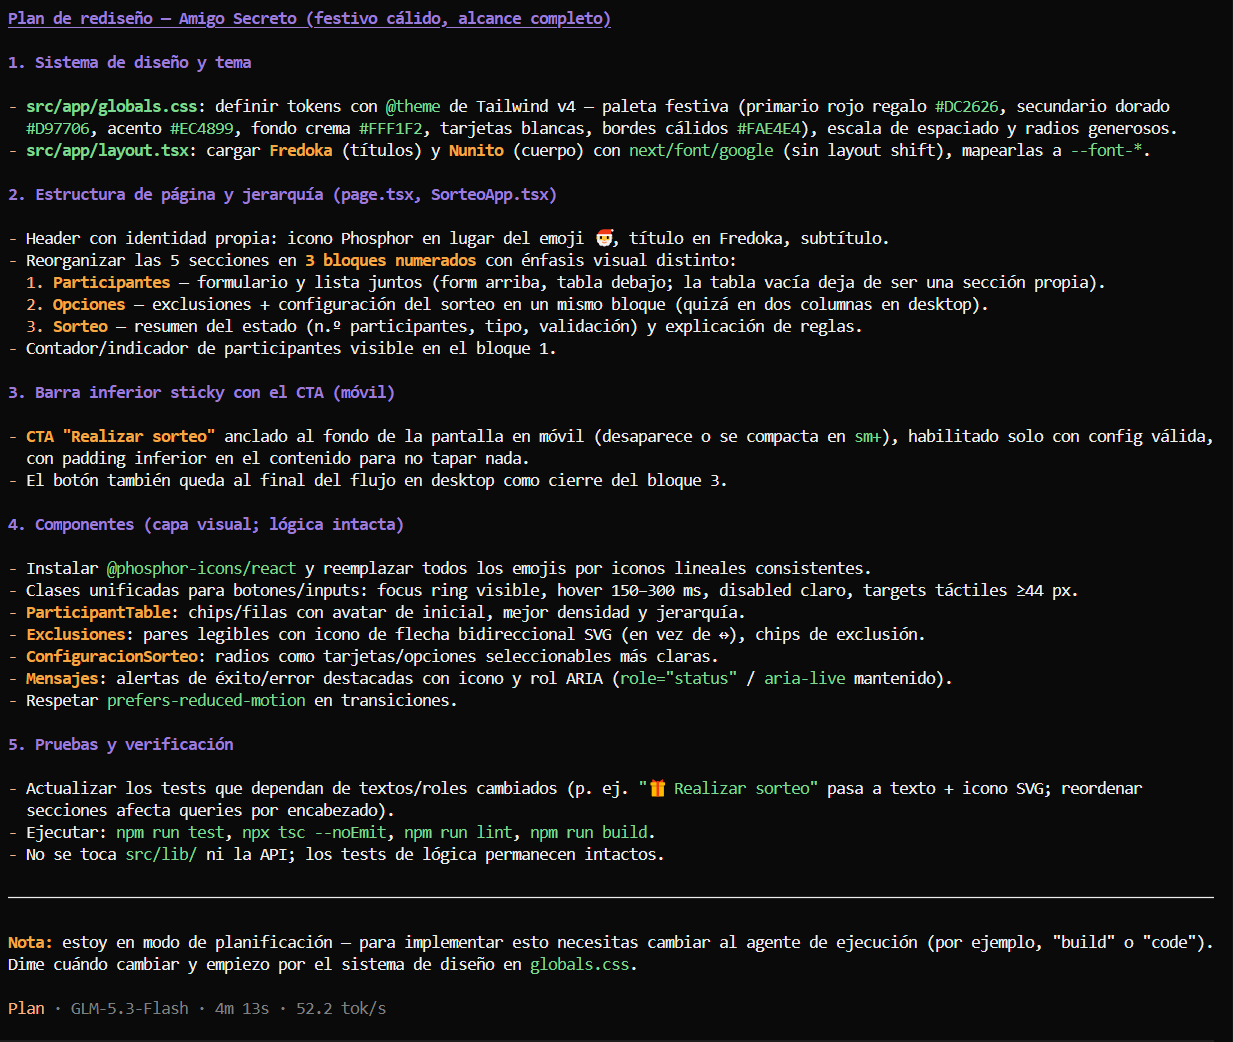 Plan de rediseño — Amigo Secreto (festivo cálido, alcance completo)
1. Sistema de diseño y tema
- src/app/globals.css: definir tokens con @theme de Tailwind v4 — paleta festiva (primario rojo regalo #DC2626, secundario dorado
#D97706, acento #EC4899, fondo crema #FFF1F2, tarjetas blancas, bordes cálidos #FAE4E4), escala de espaciado y radios generosos.
- src/app/layout.tsx: cargar Fredoka (títulos) y Nunito (cuerpo) con next/font/google (sin layout shift), mapearlas a --font-*.
2. Estructura de página y jerarquía (page.tsx, SorteoApp.tsx)
- Header con identidad propia: icono Phosphor en lugar del emoji 🎅, título en Fredoka, subtítulo.
- Reorganizar las 5 secciones en 3 bloques numerados con énfasis visual distinto:
1. Participantes — formulario y lista juntos (form arriba, tabla debajo; la tabla vacía deja de ser una sección propia).
2. Opciones — exclusiones + configuración del sorteo en un mismo bloque (quizá en dos columnas en desktop).
3. Sorteo — resumen del estado (n.º participantes, tipo, validación) y explicación de reglas.
- Contador/indicador de participantes visible en el bloque 1.
3. Barra inferior sticky con el CTA (móvil)
- CTA "Realizar sorteo" anclado al fondo de la pantalla en móvil (desaparece o se compacta en sm+), habilitado solo con config válida,
con padding inferior en el contenido para no tapar nada.
- El botón también queda al final del flujo en desktop como cierre del bloque 3.
4. Componentes (capa visual; lógica intacta)
- Instalar @phosphor-icons/react y reemplazar todos los emojis por iconos lineales consistentes.
- Clases unificadas para botones/inputs: focus ring visible, hover 150–300 ms, disabled claro, targets táctiles ≥44 px.
- ParticipantTable: chips/filas con avatar de inicial, mejor densidad y jerarquía.
- Exclusiones: pares legibles con icono de flecha bidireccional SVG (en vez de ↔), chips de exclusión.
- ConfiguracionSorteo: radios como tarjetas/opciones seleccionables más claras.
- Mensajes: alertas de éxito/error destacadas con icono y rol ARIA (role="status" / aria-live mantenido).
- Respetar prefers-reduced-motion en transiciones.
5. Pruebas y verificación
- Actualizar los tests que dependan de textos/roles cambiados (p. ej. "🎁 Realizar sorteo" pasa a texto + icono SVG; reordenar
secciones afecta queries por encabezado).
- Ejecutar: npm run test, npx tsc --noEmit, npm run lint, npm run build.
- No se toca src/lib/ ni la API; los tests de lógica permanecen intactos.
Nota: estoy en modo de planificación — para implementar esto necesitas cambiar al agente de ejecución (por ejemplo, "build" o "code").
Dime cuándo cambiar y empiezo por el sistema de diseño en globals.css.
Plan · GLM-5.3-Flash · 4m 13s · 52.2 tok/s